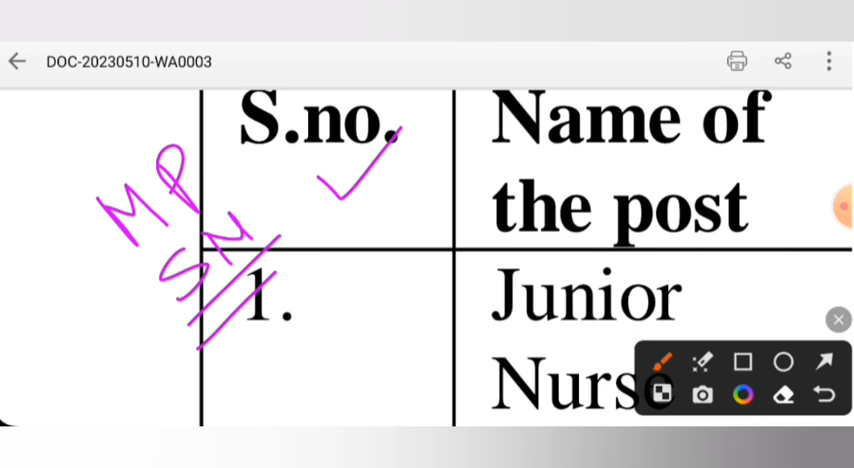 DOC-20230510-WA0003
S.no. Name of
the post
MP
SN
1. Junior
Nurse